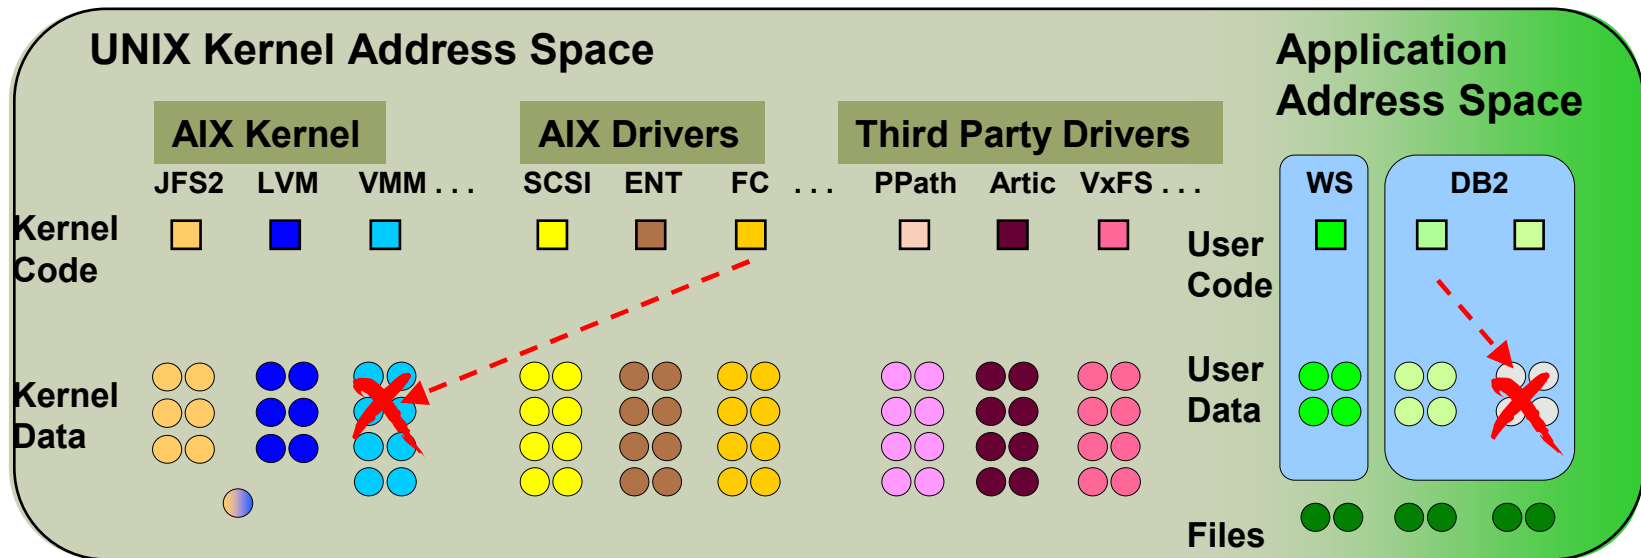 UNIX Kernel Address Space
Application
Address Space
AIX Kernel
AIX Drivers
Third Party Drivers
JFS2 LVM VMM . . . SCSI ENT FC . . . PPath Artic VxFS . . . WS DB2
Kernel
Code
User
Code
Kernel
Data
User
Data
Files